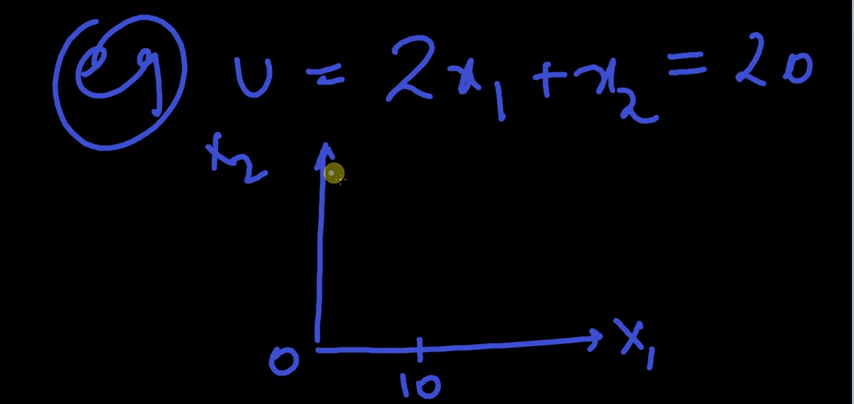 eg U = 2x₁ + x₂ = 20
x₂
X₁
0
10